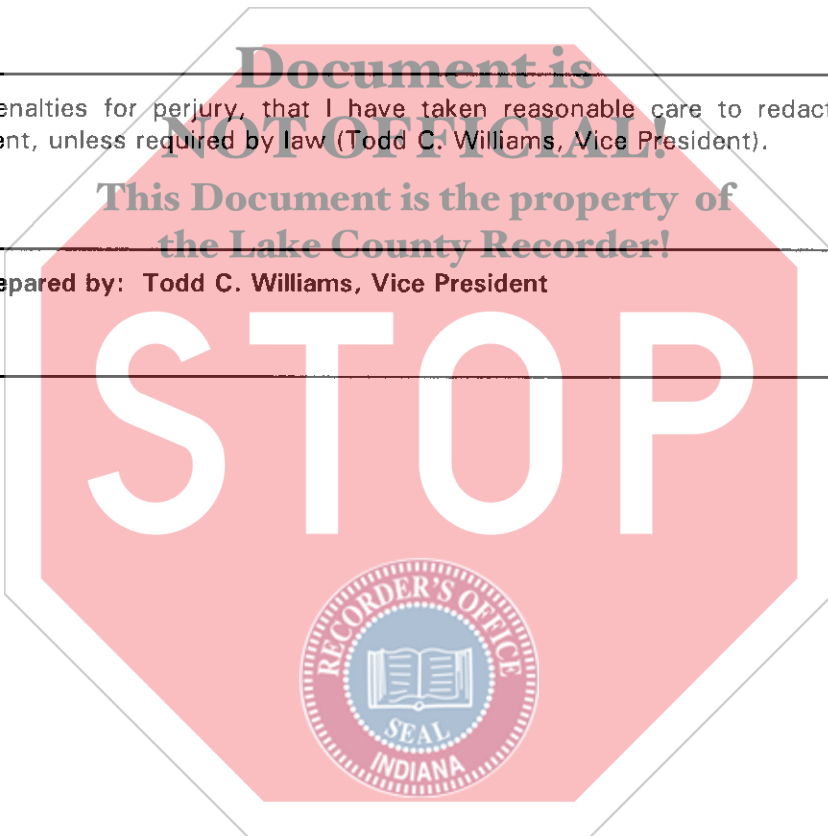 Document is
enalties for perjury, that I have taken reasonable care to redact
ent, unless required by law (Todd C. Williams, Vice President).
NOT OFFICIAL!
This Document is the property of
the Lake County Recorder!
epared by: Todd C. Williams, Vice President
STOP
RECORDER'S OFFICE
SEAL
INDIANA